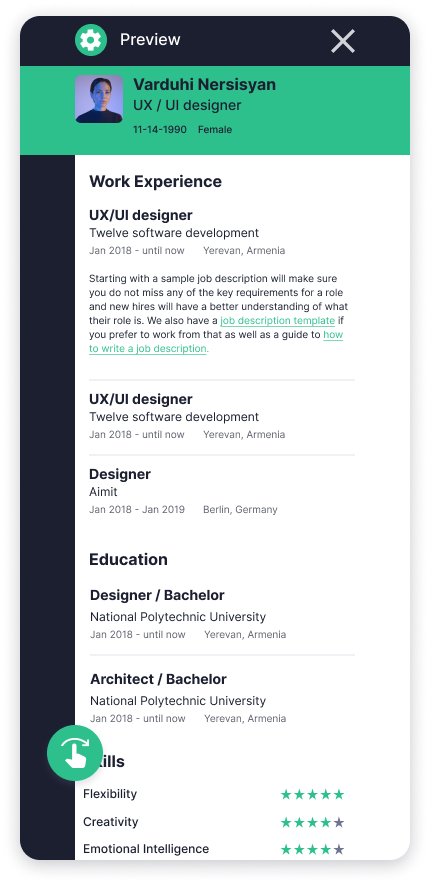 Preview
Varduhi Nersisyan
UX / UI designer
11-14-1990 Female
Work Experience
UX/UI designer
Twelve software development
Jan 2018 - until now Yerevan, Armenia
Starting with a sample job description will make sure
you do not miss any of the key requirements for a role
and new hires will have a better understanding of what
their role is. We also have a job description template if
you prefer to work from that as well as a guide to how
to write a job description.
UX/UI designer
Twelve software development
Jan 2018 - until now Yerevan, Armenia
Designer
Aimit
Jan 2018 - Jan 2019 Berlin, Germany
Education
Designer / Bachelor
National Polytechnic University
Jan 2018 - until now Yerevan, Armenia
Architect / Bachelor
National Polytechnic University
Jan 2018 - until now Yerevan, Armenia
kills
Flexibility
Creativity
Emotional Intelligence